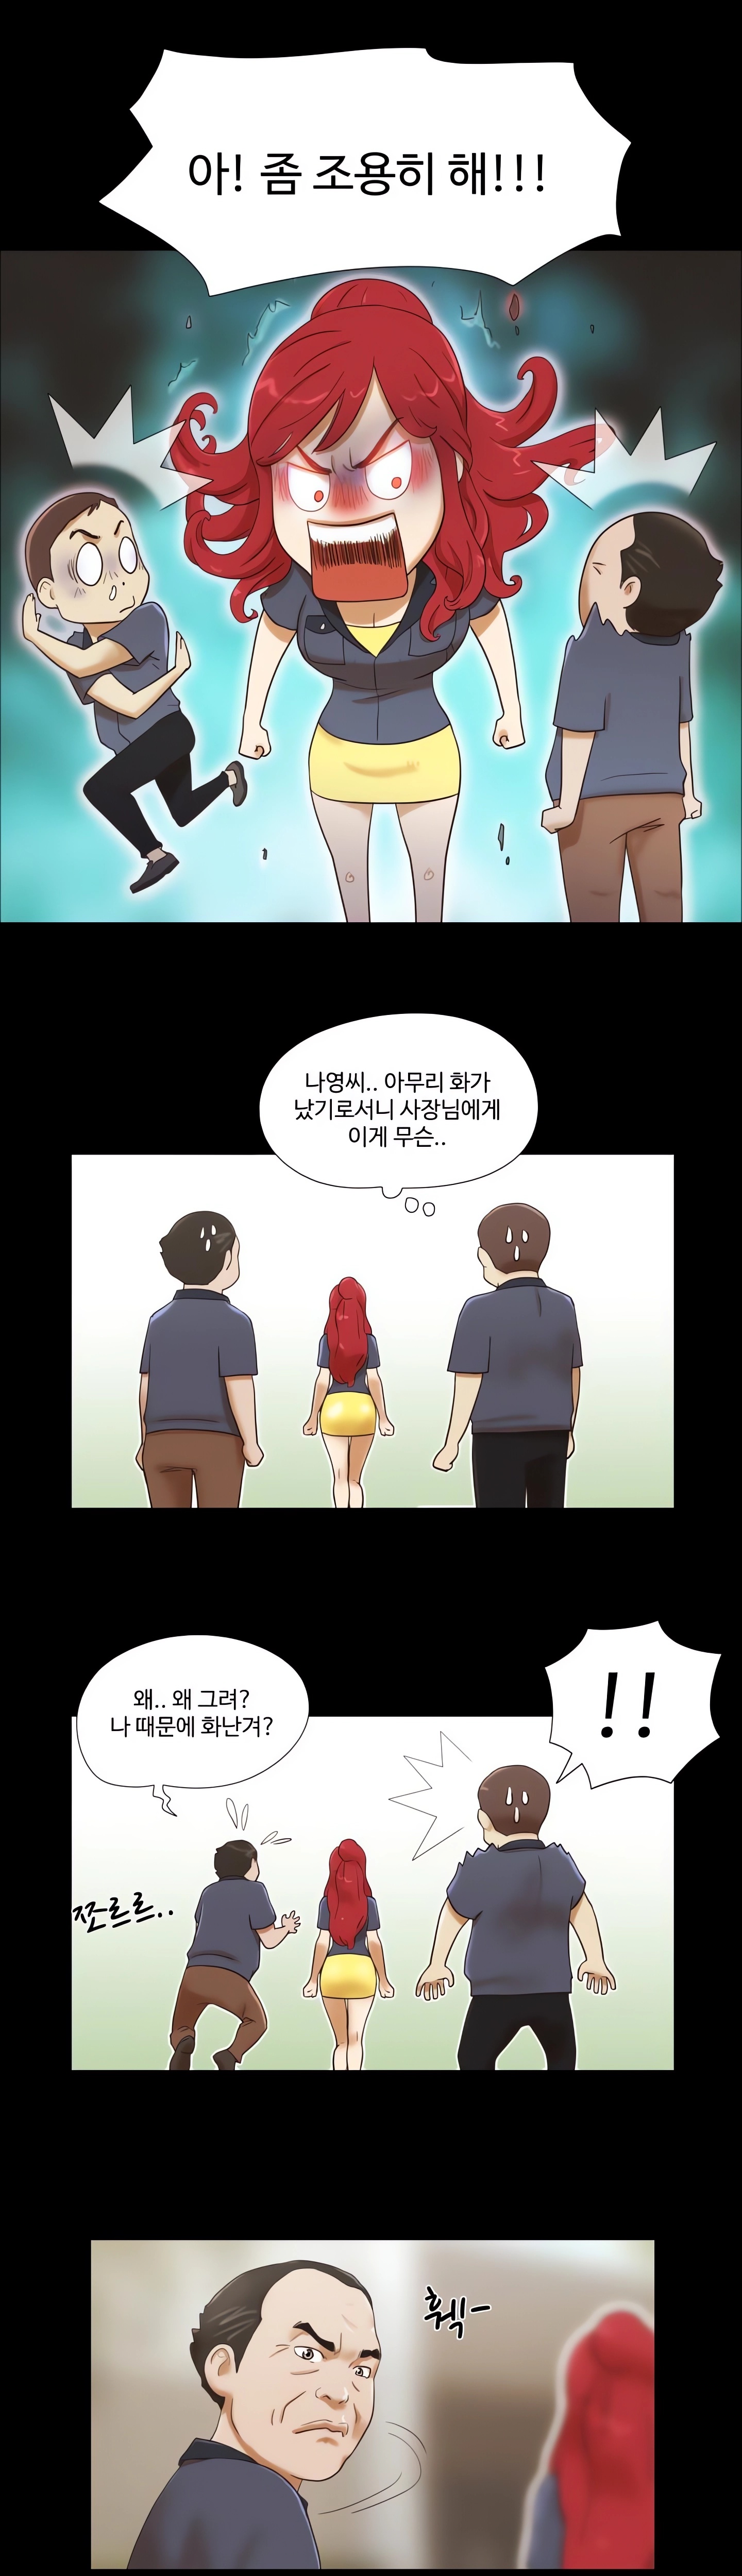 아! 좀 조용히 해!!!
나영씨.. 아무리 화가
났기로서니 사장님에게
이게 무슨..
왜.. 왜 그려?
나 때문에 화난겨?
!!
쪼르르..
휙-